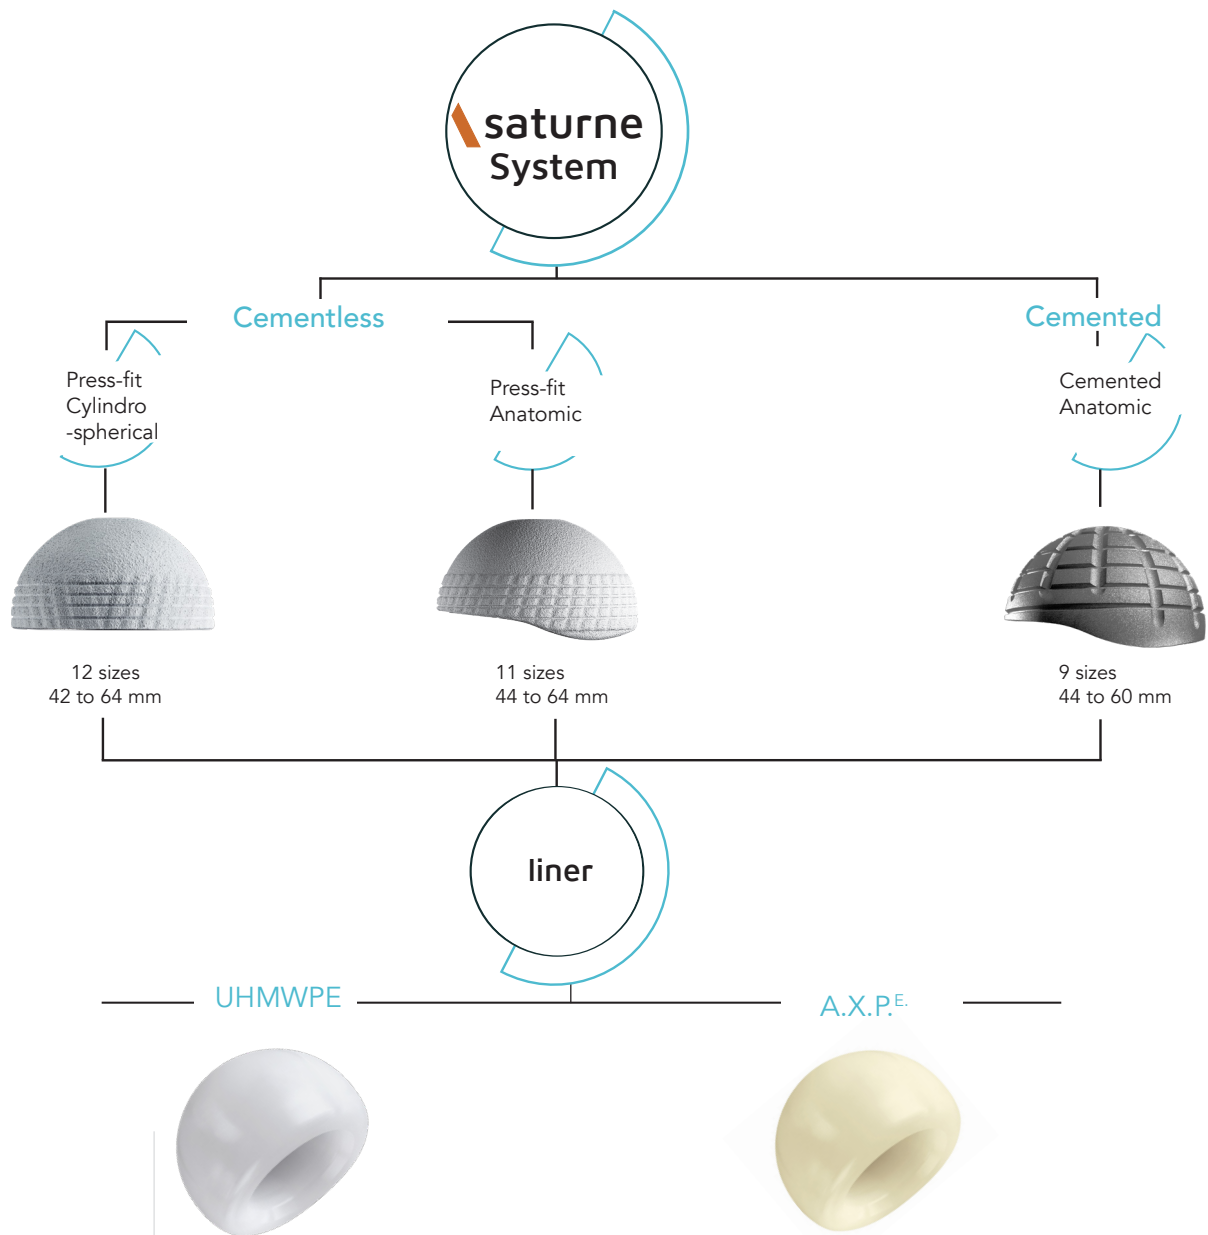 saturne
System
Cementless
Cemented
Press-fit
Cylindro
-spherical
Press-fit
Anatomic
Cemented
Anatomic
12 sizes
42 to 64 mm
11 sizes
44 to 64 mm
9 sizes
44 to 60 mm
liner
UHMWPE
A.X.P.E.